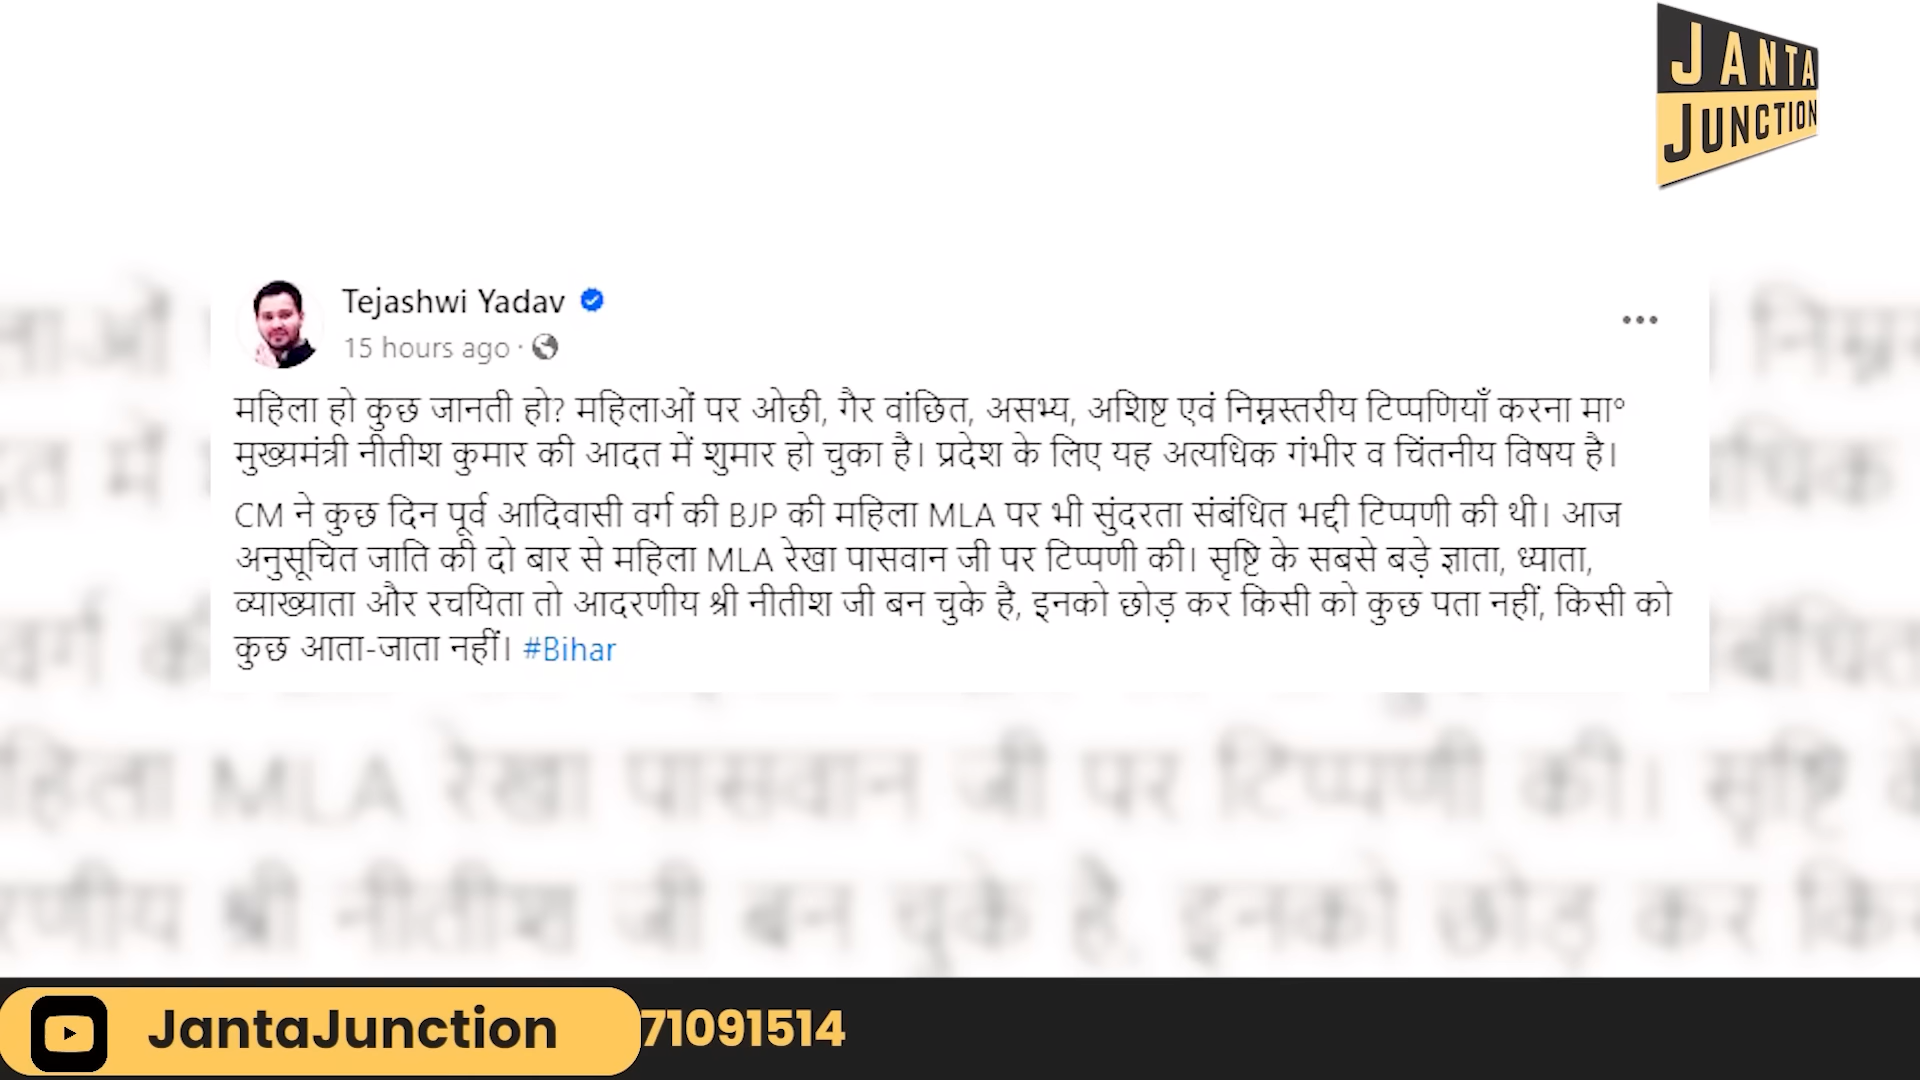 JANTA
JUNCTION
Tejashwi Yadav
15 hours ago ·
महिला हो कुछ जानती हो? महिलाओं पर ओछी, गैर वांछित, असभ्य, अशिष्ट एवं निम्नस्तरीय टिप्पणियाँ करना मा°
मुख्यमंत्री नीतीश कुमार की आदत में शुमार हो चुका है। प्रदेश के लिए यह अत्यधिक गंभीर व चिंतनीय विषय है।
CM ने कुछ दिन पूर्व आदिवासी वर्ग की BJP की महिला MLA पर भी सुंदरता संबंधित भद्दी टिप्पणी की थी। आज
अनुसूचित जाति की दो बार से महिला MLA रेखा पासवान जी पर टिप्पणी की। सृष्टि के सबसे बड़े ज्ञाता, ध्याता,
व्याख्याता और रचयिता तो आदरणीय श्री नीतीश जी बन चुके है, इनको छोड़ कर किसी को कुछ पता नहीं, किसी को
कुछ आता-जाता नहीं। #Bihar
JantaJunction 71091514